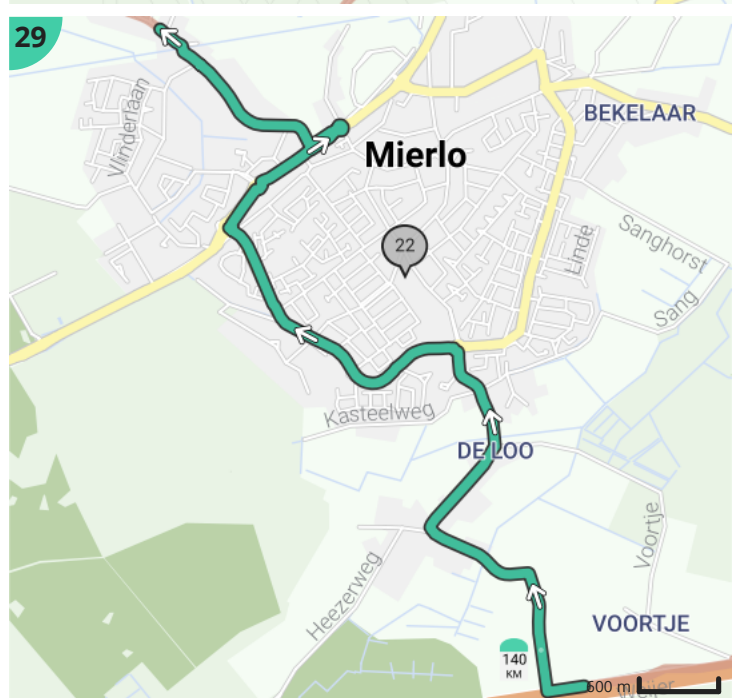 29
Vlinderlaan
BEKELAAR
Mierlo
22
Linde
Sanghorst
Sang
Kasteelweg
DE LOO
Voortje
Heezerweg
VOORTJE
140
KM
500 m